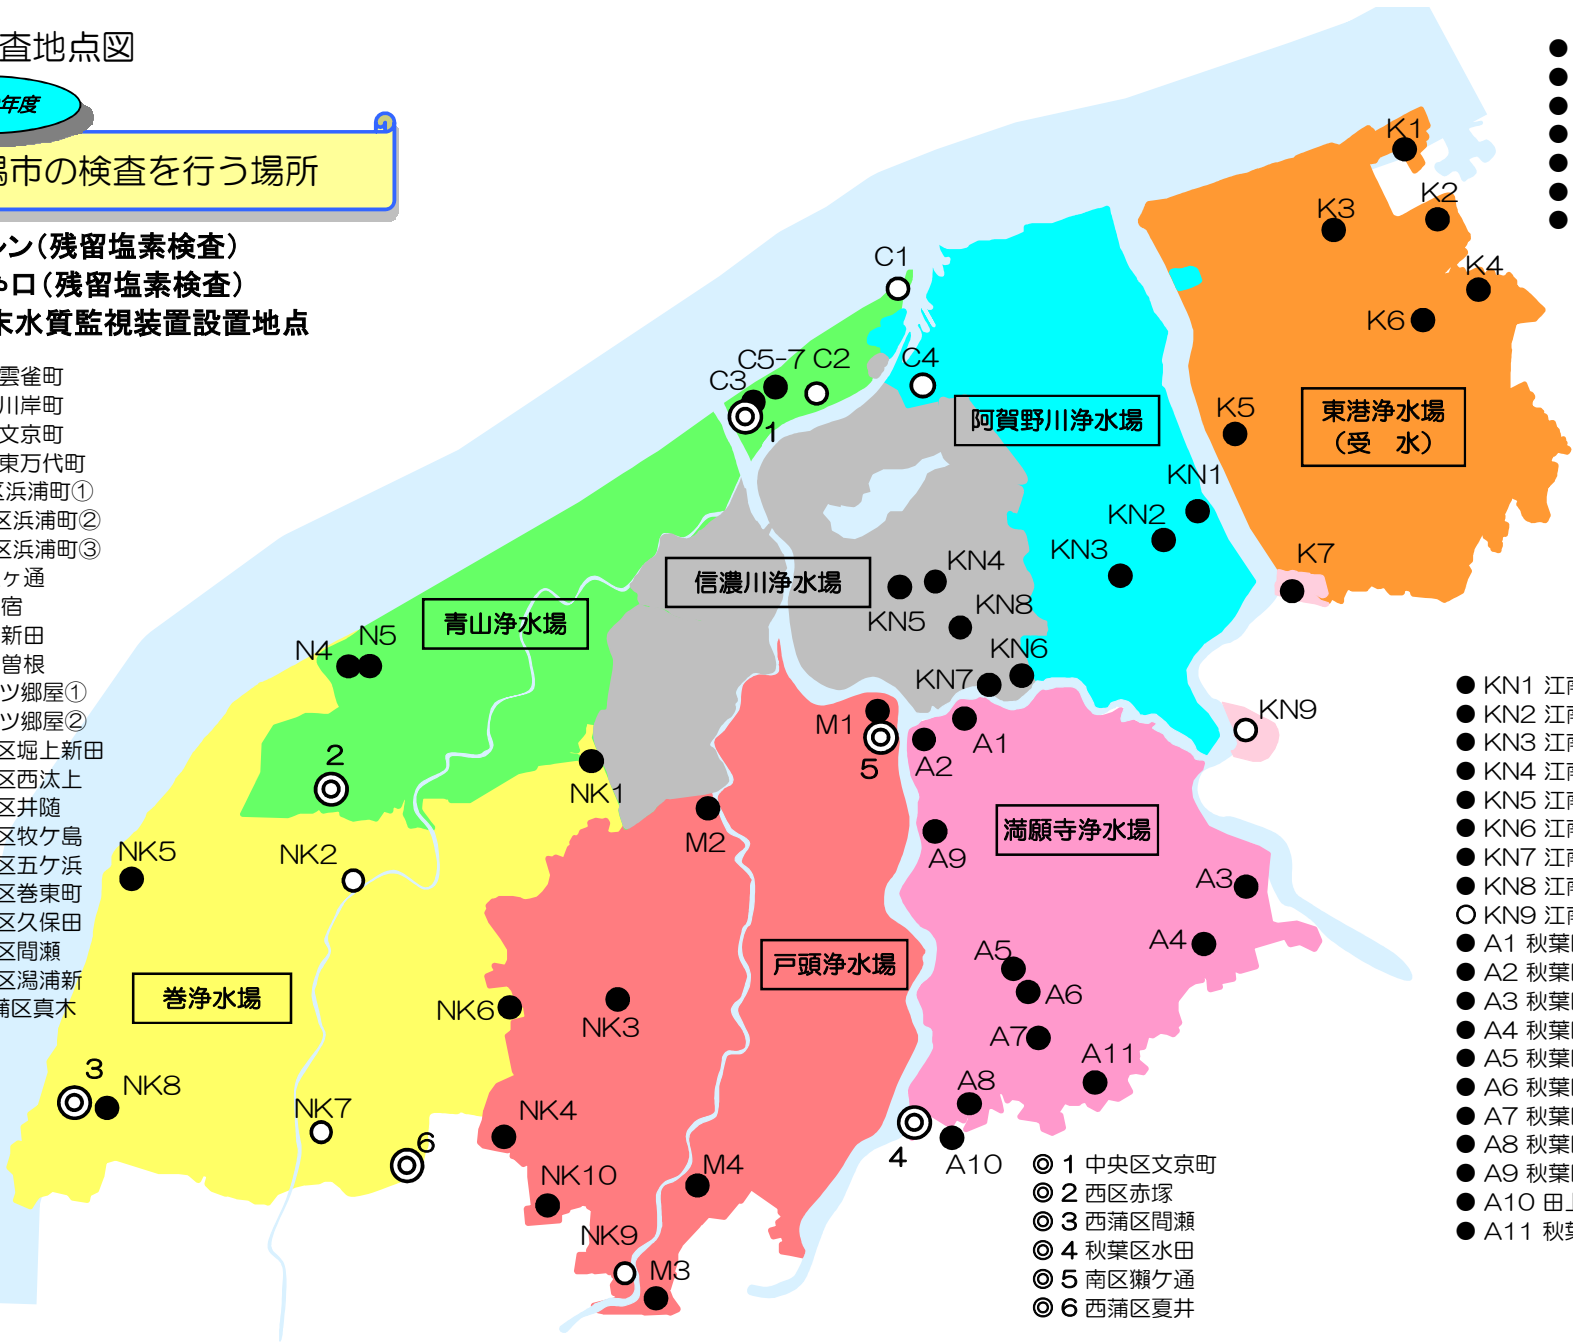 査地点図
年度
潟市の検査を行う場所
ン(残留塩素検査)
口(残留塩素検査)
末水質監視装置設置地点
雲雀町
川岸町
文京町
東万代町
区浜浦町①
区浜浦町②
区浜浦町③
ヶ通
宿
新田
曽根
ツ郷屋①
ツ郷屋②
区堀上新田
区西汰上
区井随
区牧ケ島
区五ケ浜
区巻東町
区久保田
区間瀬
区潟浦新
蒲区真木
K1
K2
K3
K4
K6
K5
K7
C1
C5-7 C2
C3
C4
1
東港浄水場
(受 水)
阿賀野川浄水場
KN1
KN2
KN3
信濃川浄水場
KN4
KN5
KN8
KN6
KN7
KN9
青山浄水場
N4
N5
2
M1
5
A1
A2
NK1
M2
満願寺浄水場
A9
A3
A4
NK5
NK2
戸頭浄水場
A5
A6
A7
A11
A8
A10
4
巻浄水場
NK6
NK3
3
NK8
NK7
6
NK4
NK10
M4
NK9
M3
◎ 1 中央区文京町
◎ 2 西区赤塚
◎ 3 西蒲区間瀬
◎ 4 秋葉区水田
◎ 5 南区獺ケ通
◎ 6 西蒲区夏井
● KN1 江南
● KN2 江南
● KN3 江南
● KN4 江南
● KN5 江南
● KN6 江南
● KN7 江南
● KN8 江南
○ KN9 江南
● A1 秋葉
● A2 秋葉
● A3 秋葉
● A4 秋葉
● A5 秋葉
● A6 秋葉
● A7 秋葉
● A8 秋葉
● A9 秋葉
● A10 田
● A11 秋葉